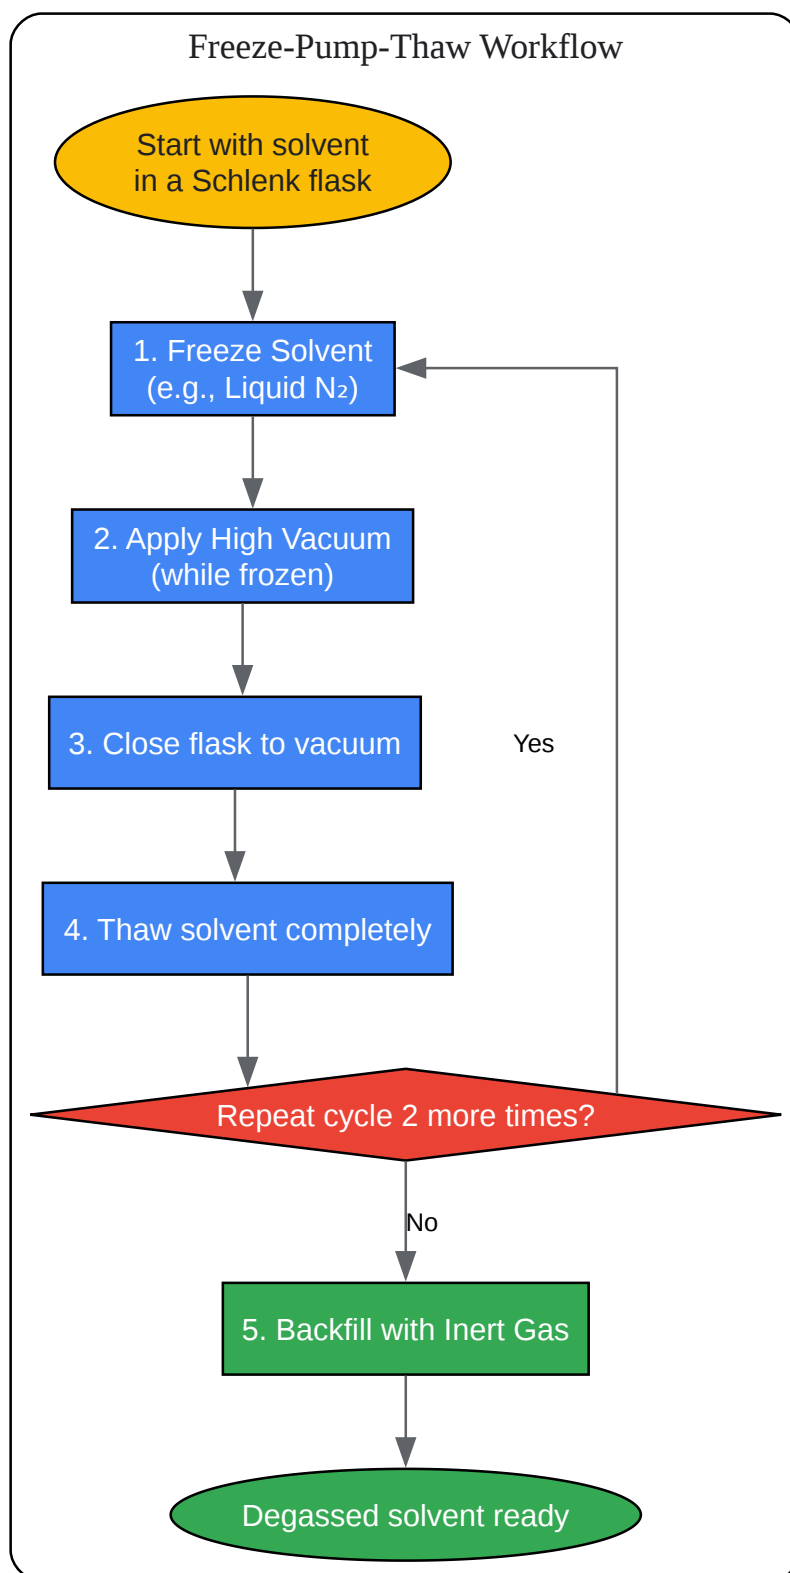 Freeze-Pump-Thaw Workflow
Start with solvent
in a Schlenk flask
1. Freeze Solvent
(e.g., Liquid N₂)
2. Apply High Vacuum
(while frozen)
3. Close flask to vacuum
Yes
4. Thaw solvent completely
Repeat cycle 2 more times?
No
5. Backfill with Inert Gas
Degassed solvent ready